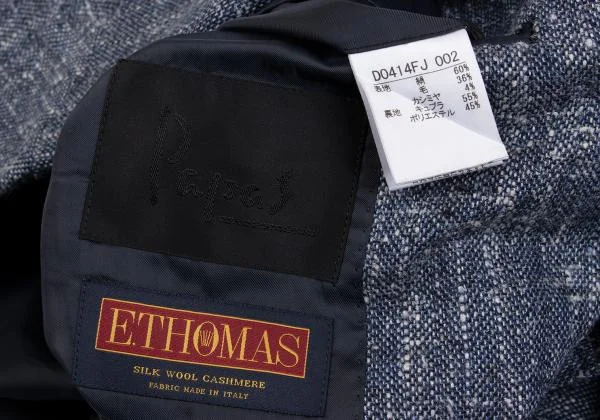 Papas
E.THOMAS
SILK WOOL CASHMERE
FABRIC MADE IN ITALY
D0414FJ 002
表地 絹 60%
毛 36%
カシミヤ 4%
裏地 キュプラ 55%
ポリエステル 45%